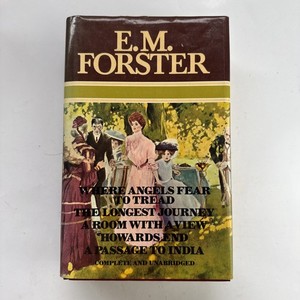 E.M.
FORSTER
WHERE ANGELS FEAR
TO TREAD
THE LONGEST JOURNEY
A ROOM WITH A VIEW
HOWARDS END
A PASSAGE TO INDIA
COMPLETE AND UNABRIDGED